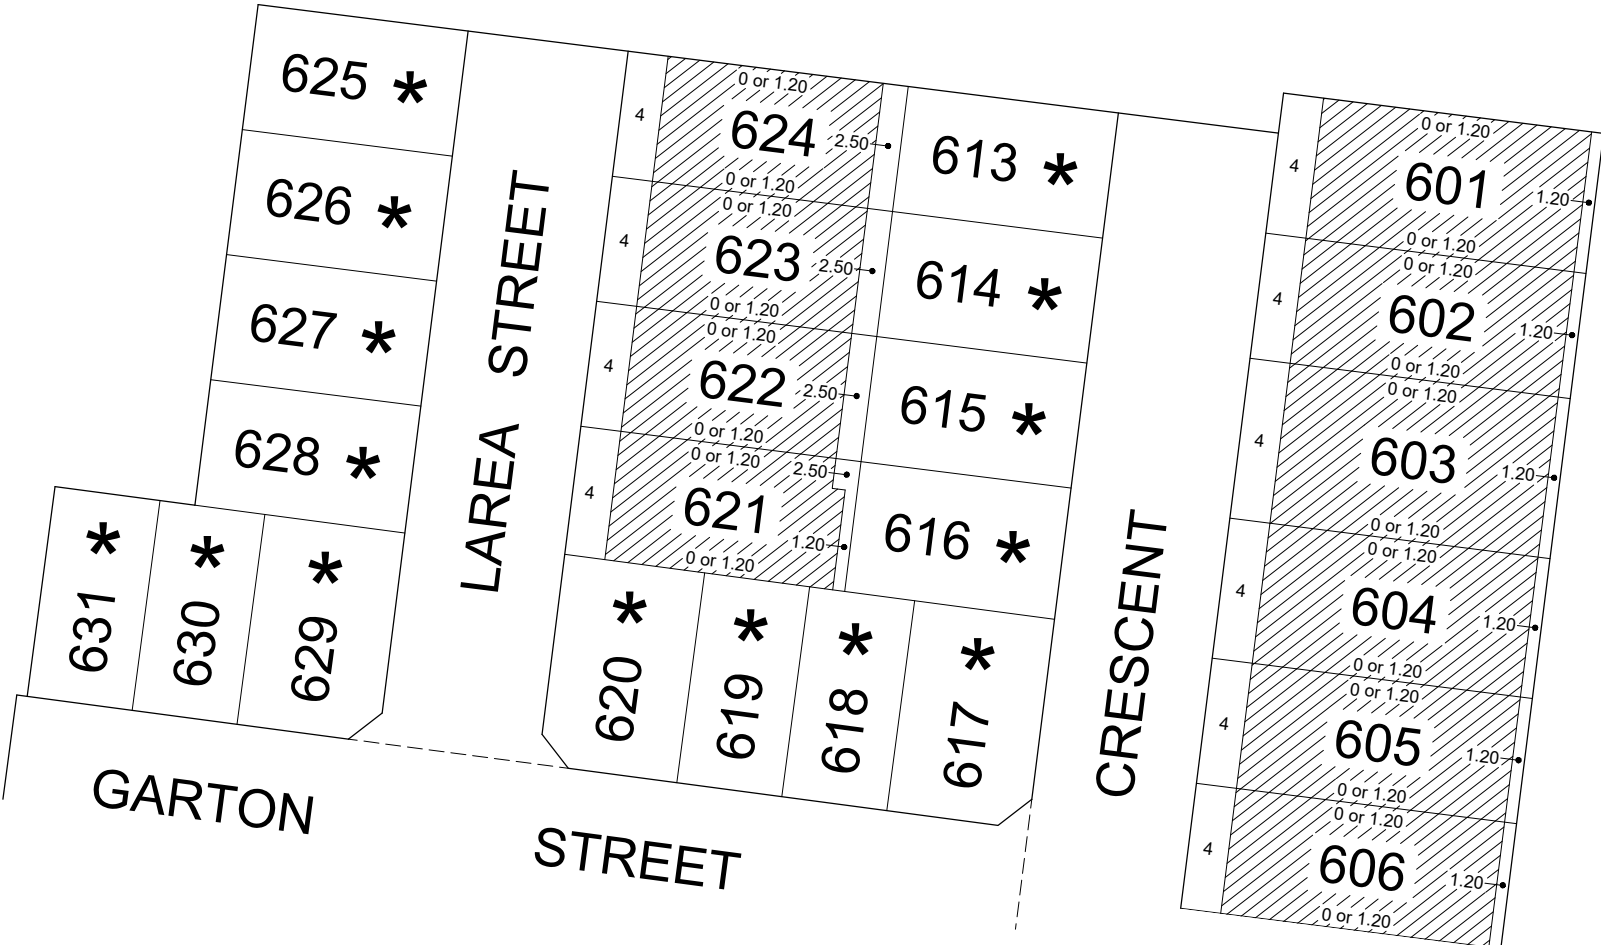 625 *
626 *
627 *
628 *
631 *
630 *
629 *
LAREA STREET
4
0 or 1.20
624
2.50
0 or 1.20
4
0 or 1.20
623
2.50
0 or 1.20
4
0 or 1.20
622
2.50
0 or 1.20
4
0 or 1.20
2.50
621
1.20
0 or 1.20
613 *
614 *
615 *
616 *
620 *
619 *
618 *
617 *
CRESCENT
4
0 or 1.20
601
1.20
0 or 1.20
4
0 or 1.20
602
1.20
0 or 1.20
4
0 or 1.20
603
1.20
0 or 1.20
4
0 or 1.20
604
1.20
0 or 1.20
4
0 or 1.20
605
1.20
0 or 1.20
4
0 or 1.20
606
1.20
0 or 1.20
GARTON STREET